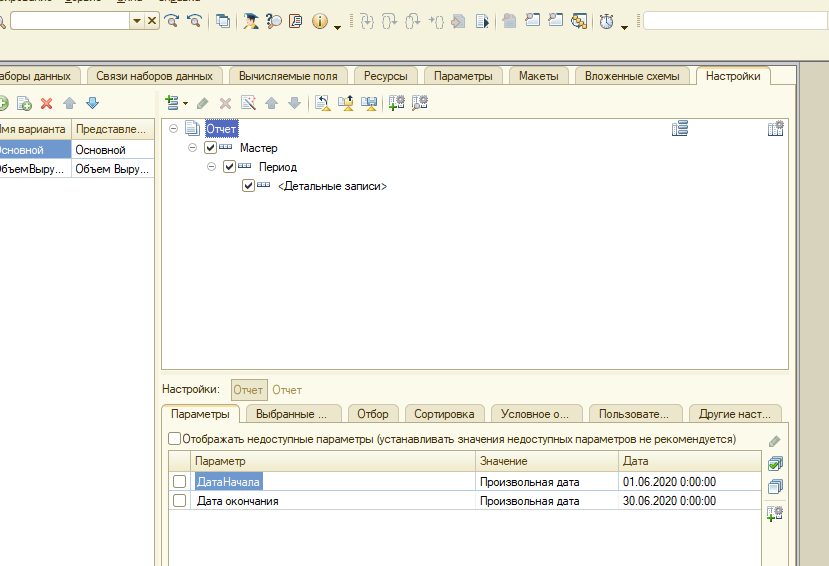 аборы данных Связи наборов данных Вычисляемые поля Ресурсы Параметры Макеты Вложенные схемы Настройки
мя варианта Представле...
Основной Основной
ОбъемВыру... Объем Выру...
Отчет
Мастер
Период
<Детальные записи>
Настройки: Отчет Отчет
Параметры Выбранные ... Отбор Сортировка Условное о... Пользовате... Другие наст...
Отображать недоступные параметры (устанавливать значения недоступных параметров не рекомендуется)
Параметр Значение Дата
ДатаНачала Произвольная дата 01.06.2020 0:00:00
Дата окончания Произвольная дата 30.06.2020 0:00:00